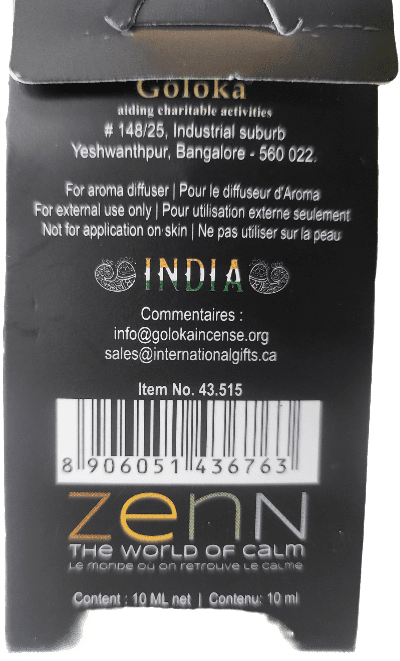 Goloka
aiding charitable activities
# 148/25, Industrial suburb
Yeshwanthpur, Bangalore - 560 022.
For aroma diffuser | Pour le diffuseur d'Aroma
For external use only | Pour utilisation externe seulement
Not for application on skin | Ne pas utiliser sur la peau
INDIA
Commentaires :
info@golokaincense.org
sales@internationalgifts.ca
Item No. 43.515
8 906051 436763
zenn
THE WORLD OF CALM
LE MONDE OÙ ON RETROUVE LE CALME
Content : 10 ML net | Contenu: 10 ml